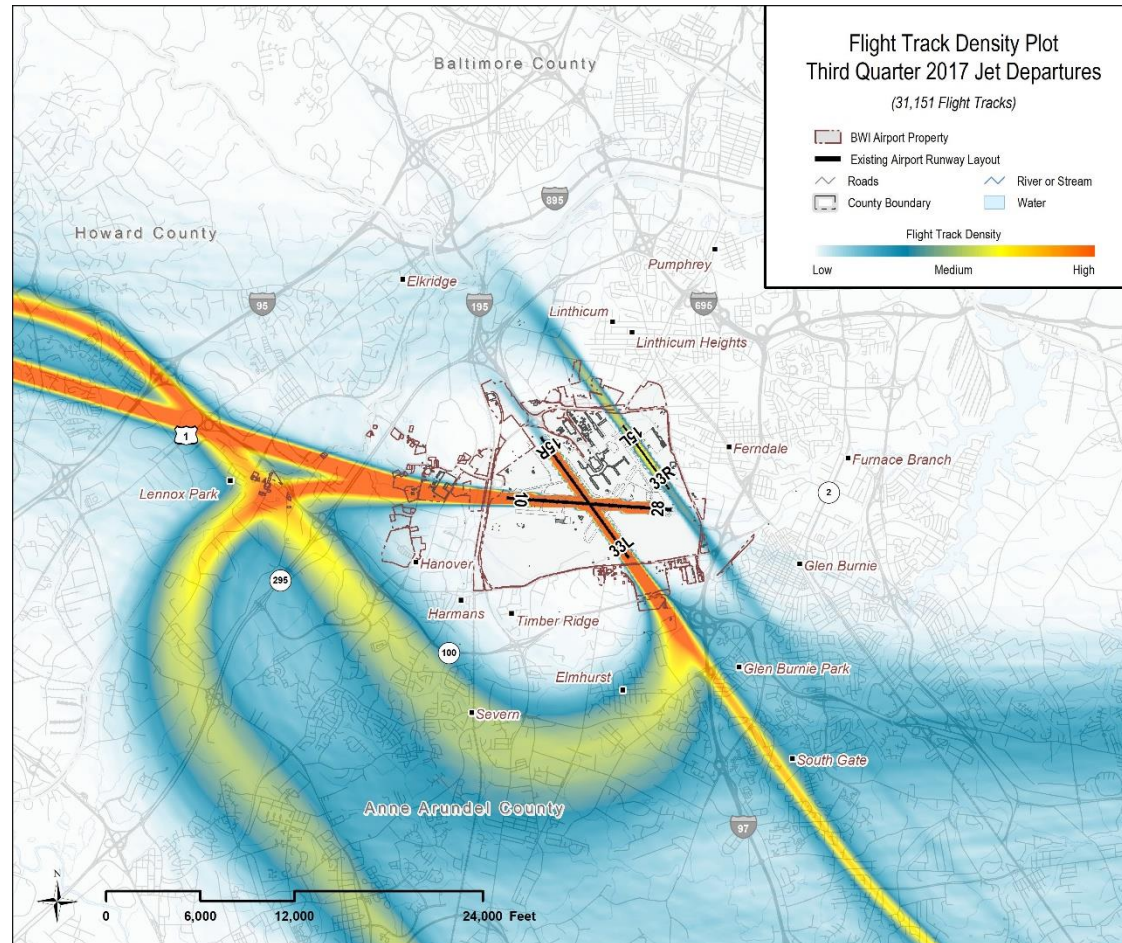 Flight Track Density Plot
Third Quarter 2017 Jet Departures
(31,151 Flight Tracks)
BWI Airport Property
Existing Airport Runway Layout
Roads
River or Stream
County Boundary
Water
Flight Track Density
Low
Medium
High
Baltimore County
895
Howard County
Pumphrey
Elkridge
95
195
695
Linthicum
Linthicum Heights
1
15R
15L
Ferndale
Furnace Branch
Lennox Park
33R
2
10
28
33L
Hanover
Glen Burnie
295
Harmans
Timber Ridge
100
Glen Burnie Park
Elmhurst
Severn
South Gate
Anne Arundel County
97
N
0
6,000
12,000
24,000 Feet